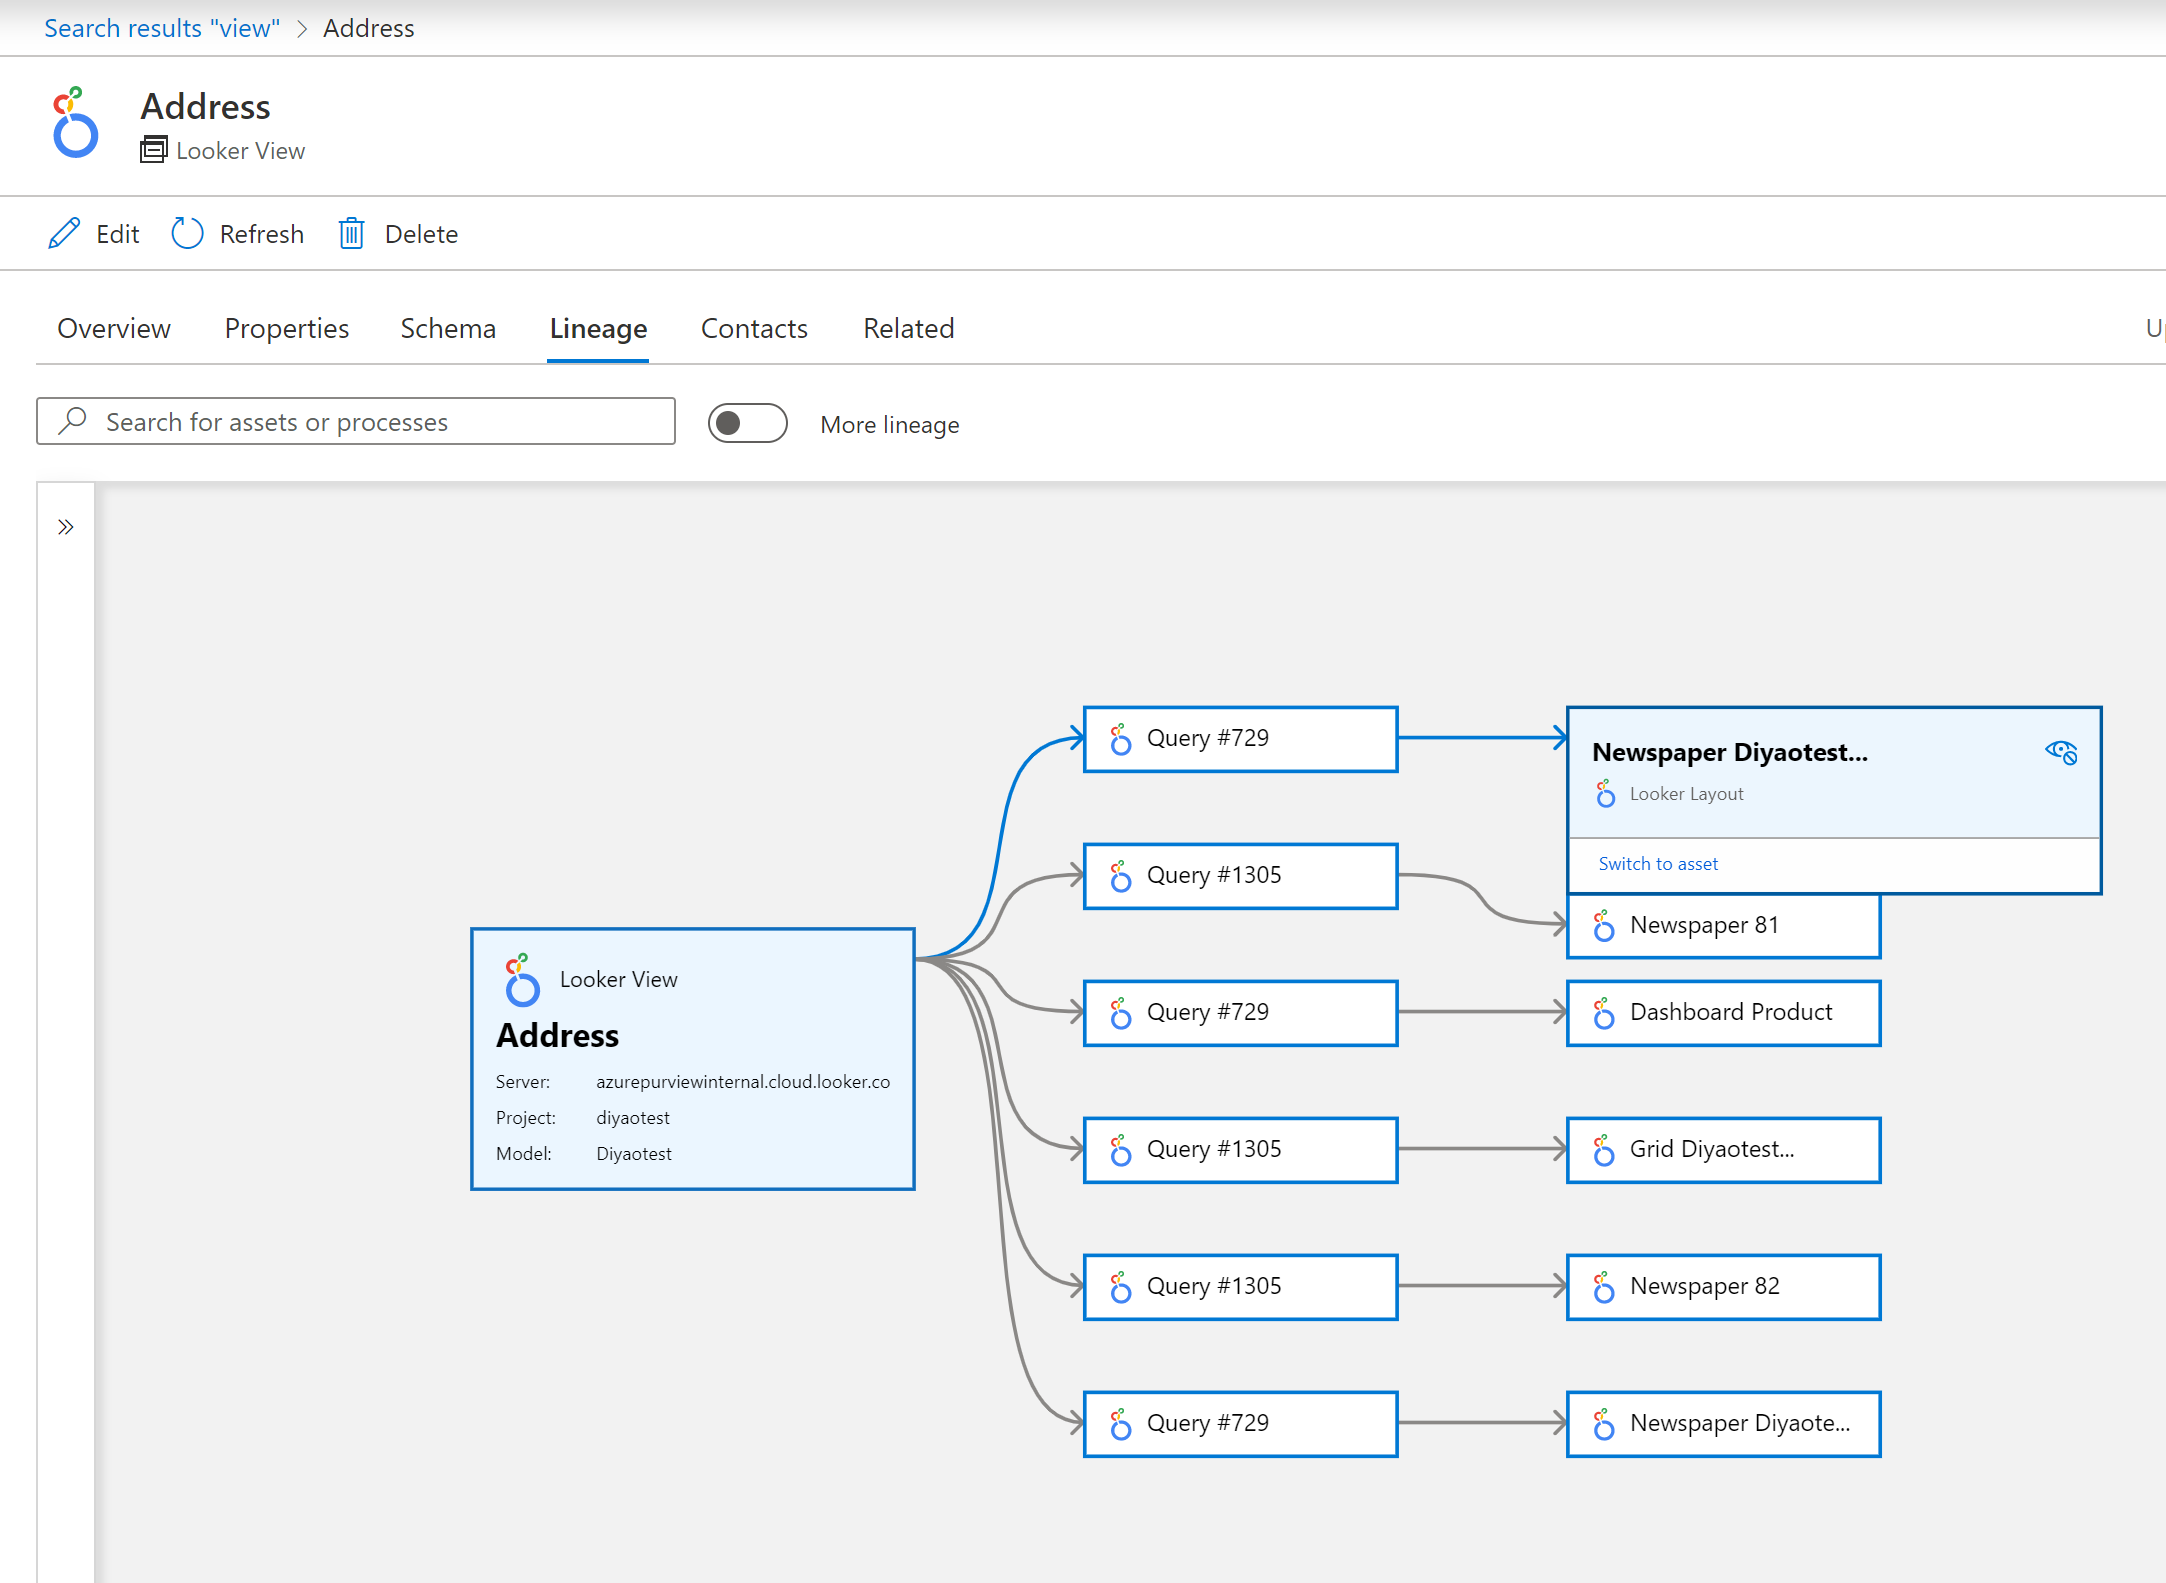 Search results "view" > Address
Address
Looker View
Edit Refresh Delete
Overview Properties Schema Lineage Contacts Related
Search for assets or processes More lineage
Looker View
Address
Server: azurepurviewinternal.cloud.looker.co
Project: diyaotest
Model: Diyaotest
Query #729
Query #1305
Query #729
Query #1305
Query #1305
Query #729
Newspaper Diyaotest...
Looker Layout
Switch to asset
Newspaper 81
Dashboard Product
Grid Diyaotest...
Newspaper 82
Newspaper Diyaote...